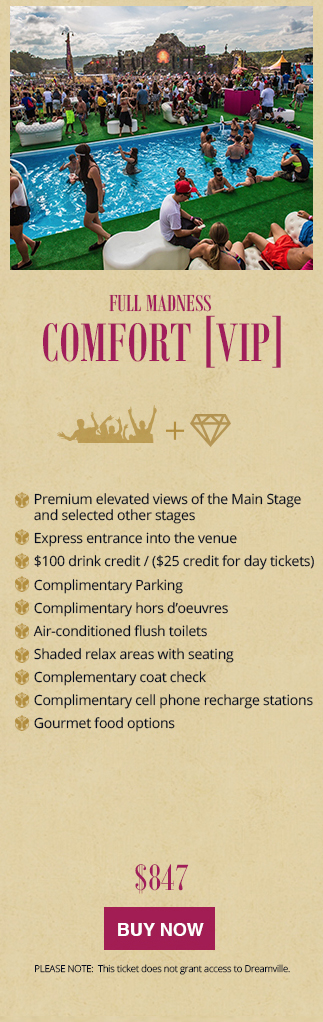 FULL MADNESS
COMFORT [VIP]
+
Premium elevated views of the Main Stage
and selected other stages
Express entrance into the venue
$100 drink credit / ($25 credit for day tickets)
Complimentary Parking
Complimentary hors d'oeuvres
Air-conditioned flush toilets
Shaded relax areas with seating
Complementary coat check
Complimentary cell phone recharge stations
Gourmet food options
$847
BUY NOW
PLEASE NOTE:  This ticket does not grant access to Dreamville.